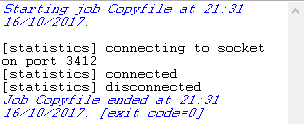 Starting job Copyfile at 21:31
16/10/2017.

[statistics] connecting to socket
on port 3412
[statistics] connected
[statistics] disconnected
Job Copyfile ended at 21:31
16/10/2017. [exit code=0]